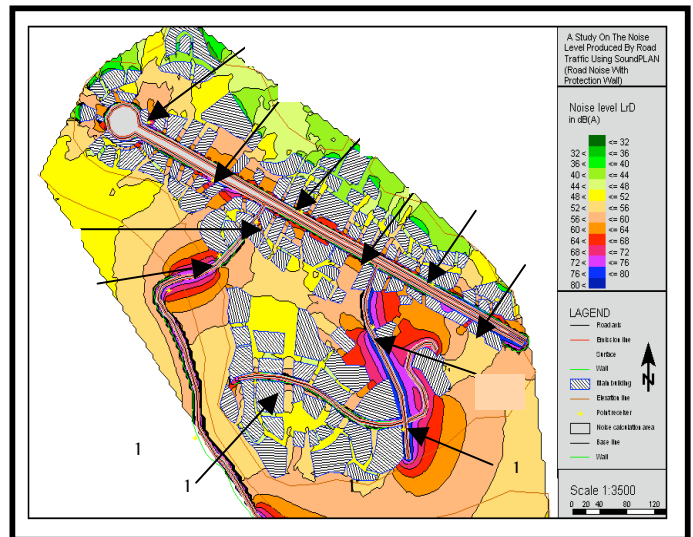 A Study On The Noise
Level Produced By Road
Traffic Using SoundPLAN
(Road Noise With
Protection Wall)
Noise level LrD
in dB(A)
<= 32
32 < <= 36
36 < <= 40
40 < <= 44
44 < <= 48
48 < <= 52
52 < <= 56
56 < <= 60
60 < <= 64
64 < <= 68
68 < <= 72
72 < <= 76
76 < <= 80
80 <
LEGEND
Road axis
Emission line
Surface
Wall
Main building
Elevation line
Point receiver
Noise calculation area
Base line
Wall
N
Scale 1:3500
0 20 40 80 120
1
1
1
1